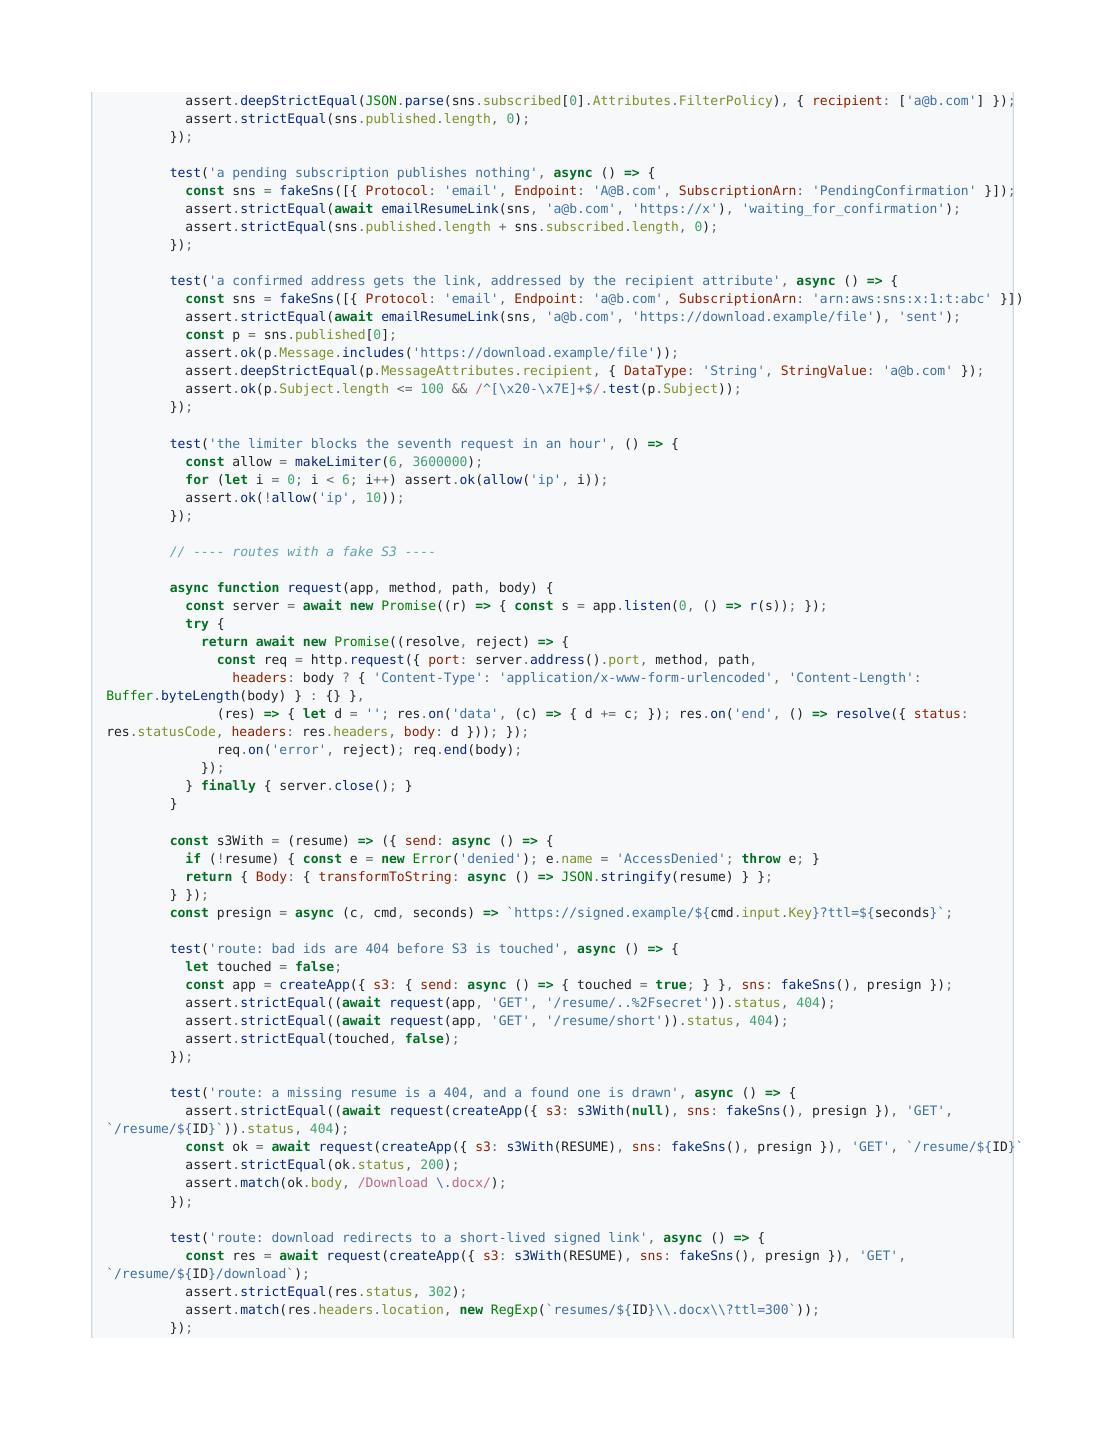 assert.deepStrictEqual(JSON.parse(sns.subscribed[0].Attributes.FilterPolicy), { recipient: ['a@b.com'] });
assert.strictEqual(sns.published.length, 0);
});
test('a pending subscription publishes nothing', async () => {
const sns = fakeSns([{ Protocol: 'email', Endpoint: 'A@B.com', SubscriptionArn: 'PendingConfirmation' }]);
assert.strictEqual(await emailResumeLink(sns, 'a@b.com', 'https://x'), 'waiting_for_confirmation');
assert.strictEqual(sns.published.length + sns.subscribed.length, 0);
});
test('a confirmed address gets the link, addressed by the recipient attribute', async () => {
const sns = fakeSns([{ Protocol: 'email', Endpoint: 'a@b.com', SubscriptionArn: 'arn:aws:sns:x:1:t:abc' }])
assert.strictEqual(await emailResumeLink(sns, 'a@b.com', 'https://download.example/file'), 'sent');
const p = sns.published[0];
assert.ok(p.Message.includes('https://download.example/file'));
assert.deepStrictEqual(p.MessageAttributes.recipient, { DataType: 'String', StringValue: 'a@b.com' });
assert.ok(p.Subject.length <= 100 && /^[\x20-\x7E]+$/.test(p.Subject));
});
test('the limiter blocks the seventh request in an hour', () => {
const allow = makeLimiter(6, 3600000);
for (let i = 0; i < 6; i++) assert.ok(allow('ip', i));
assert.ok(!allow('ip', 10));
});
// ---- routes with a fake S3 ----
async function request(app, method, path, body) {
const server = await new Promise((r) => { const s = app.listen(0, () => r(s)); });
try {
return await new Promise((resolve, reject) => {
const req = http.request({ port: server.address().port, method, path,
headers: body ? { 'Content-Type': 'application/x-www-form-urlencoded', 'Content-Length':
Buffer.byteLength(body) } : {} },
(res) => { let d = ''; res.on('data', (c) => { d += c; }); res.on('end', () => resolve({ status:
res.statusCode, headers: res.headers, body: d })); });
req.on('error', reject); req.end(body);
});
} finally { server.close(); }
}
const s3With = (resume) => ({ send: async () => {
if (!resume) { const e = new Error('denied'); e.name = 'AccessDenied'; throw e; }
return { Body: { transformToString: async () => JSON.stringify(resume) } };
} });
const presign = async (c, cmd, seconds) => `https://signed.example/${cmd.input.Key}?ttl=${seconds}`;
test('route: bad ids are 404 before S3 is touched', async () => {
let touched = false;
const app = createApp({ s3: { send: async () => { touched = true; } }, sns: fakeSns(), presign });
assert.strictEqual((await request(app, 'GET', '/resume/..%2Fsecret')).status, 404);
assert.strictEqual((await request(app, 'GET', '/resume/short')).status, 404);
assert.strictEqual(touched, false);
});
test('route: a missing resume is a 404, and a found one is drawn', async () => {
assert.strictEqual((await request(createApp({ s3: s3With(null), sns: fakeSns(), presign }), 'GET',
`/resume/${ID}`)).status, 404);
const ok = await request(createApp({ s3: s3With(RESUME), sns: fakeSns(), presign }), 'GET', `/resume/${ID}`
assert.strictEqual(ok.status, 200);
assert.match(ok.body, /Download \.docx/);
});
test('route: download redirects to a short-lived signed link', async () => {
const res = await request(createApp({ s3: s3With(RESUME), sns: fakeSns(), presign }), 'GET',
`/resume/${ID}/download`);
assert.strictEqual(res.status, 302);
assert.match(res.headers.location, new RegExp(`resumes/${ID}\\.docx\\?ttl=300`));
});